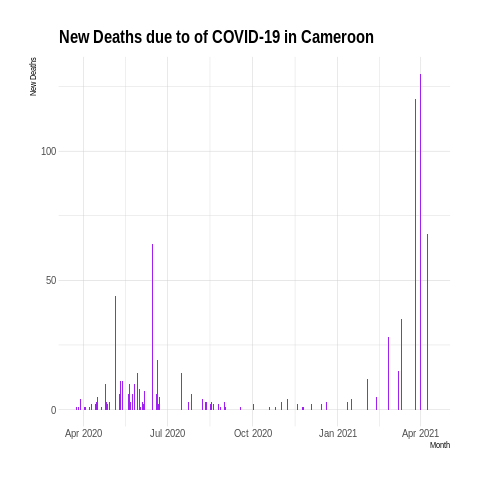 New Deaths due to of COVID-19 in Cameroon
New Deaths
100
50
0
Apr 2020 Jul 2020 Oct 2020 Jan 2021 Apr 2021
Month